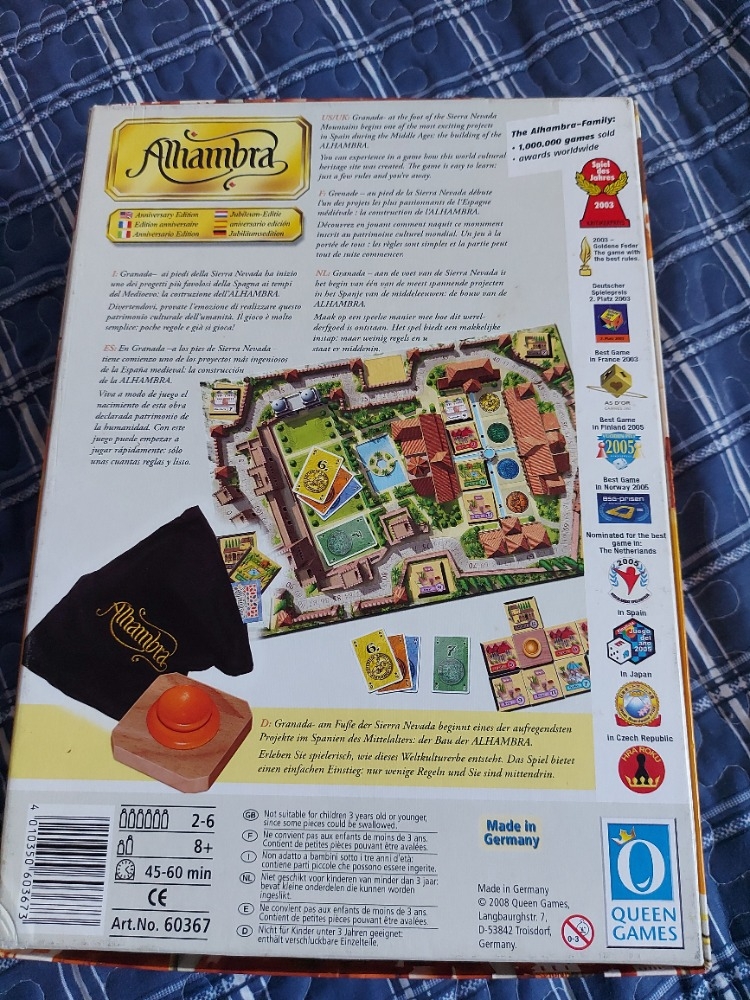 Alhambra
Anniversary Edition
Edition anniversaire
Anniversario Edition
Jubileum-Editie
aniversario edición
Jubiläumsedition
US/UK: Granada- at the foot of the Sierra Nevada
Mountains begins one of the most exciting projects
in Spain during the Middle Ages: the building of the
ALHAMBRA.
You can experience in a game how this world cultural
heritage site was created. The game is easy to learn:
just a few rules and you're away.
F: Grenade – au pied de la Sierra Nevada débute
l'un des projets les plus passionnants de l'Espagne
médiévale : la construction de l'ALHAMBRA.
Découvrez en jouant comment naquit ce monument
inscrit au patrimoine culturel mondial. Un jeu à la
portée de tous : les règles sont simples et la partie peut
tout de suite commencer.
I: Granada– ai piedi della Sierra Nevada ha inizio
uno dei progetti più favolosi della Spagna ai tempi
del Medioevo: la costruzione dell'ALHAMBRA.
Divertendovi, provate l'emozione di realizzare questo
patrimonio culturale dell'umanità. Il gioco è molto
semplice: poche regole e già si gioca!
NL: Granada – aan de voet van de Sierra Nevada is
het begin van één van de meest spannende projecten
in het Spanje van de middeleeuwen: de bouw van de
ALHAMBRA
Maak op een speelse manier mee hoe dit wereld-
derfgoed is ontstaan. Het spel biedt een makkelijke
instap: maar weinig regels en u
staat er middenin.
ES: En Granada –a los pies de Sierra Nevada –
tiene comienzo uno de los proyectos más ingeniosos
de la España medieval: la construcción
de la ALHAMBRA.
Viva a modo de juego el
nacimiento de esta obra
declarada patrimonio de
la humanidad. Con este
juego puede empezar a
jugar rápidamente: sólo
unas cuantas reglas y listo.
The Alhambra-Family:
• 1,000.000 games sold
• awards worldwide
Spiel
des
Jahres
2003
2003 –
Goldene Feder
The game with
the best rules.
Deutscher
Spielepreis
2. Platz 2003
Best Game
in France 2003
AS D'OR
Best Game
in Finland 2005
2005
Best Game
in Norway 2005
ESO-prisen
Nominated for the best
game in:
The Netherlands
2005
in Spain
Juego
del
año
2005
in Japan
in Czech Republic
HRA ROKU
6
7
6
7
Alhambra
D: Granada- am Fuße der Sierra Nevada beginnt eines der aufregendsten
Projekte im Spanien des Mittelalters: der Bau der ALHAMBRA.
Erleben Sie spielerisch, wie dieses Weltkulturerbe entsteht. Das Spiel bietet
einen einfachen Einstieg: nur wenige Regeln und Sie sind mittendrin.
4 010350 603673
2-6
8+
45-60 min
CE
Art.No. 60367
GB Not suitable for children 3 years old or younger,
since some pieces could be swallowed.
F Ne convient pas aux enfants de moins de 3 ans.
Contient de petites pièces pouvant être avalées.
I Non adatto a bambini sotto i tre anni d'età:
contiene parti piccole che possono essere ingerite.
NL Niet geschikt voor kinderen van minder dan 3 jaar:
bevat kleine onderdelen die kunnen worden
ingeslikt.
E Ne convient pas aux enfants de moins de 3 ans.
Contient de petites pièces pouvant être avalées.
D Nicht für Kinder unter 3 Jahren geeignet:
enthält verschluckbare Einzelteile.
Made in
Germany
Made in Germany
© 2008 Queen Games,
Langbaurghstr. 7,
D-53842 Troisdorf,
Germany.
0-3
QUEEN
GAMES